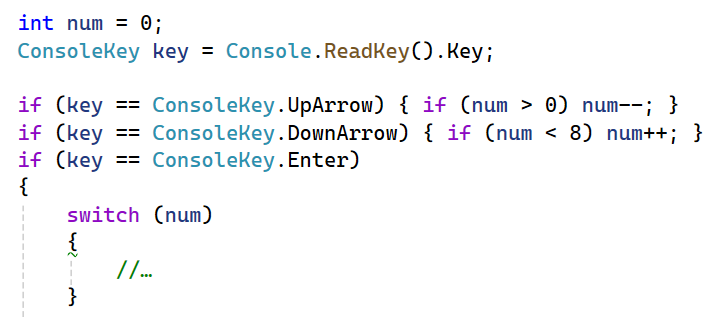 int num = 0;
ConsoleKey key = Console.ReadKey().Key;
if (key == ConsoleKey.UpArrow) { if (num > 0) num--; }
if (key == ConsoleKey.DownArrow) { if (num < 8) num++; }
if (key == ConsoleKey.Enter)
{
switch (num)
{
//…
}